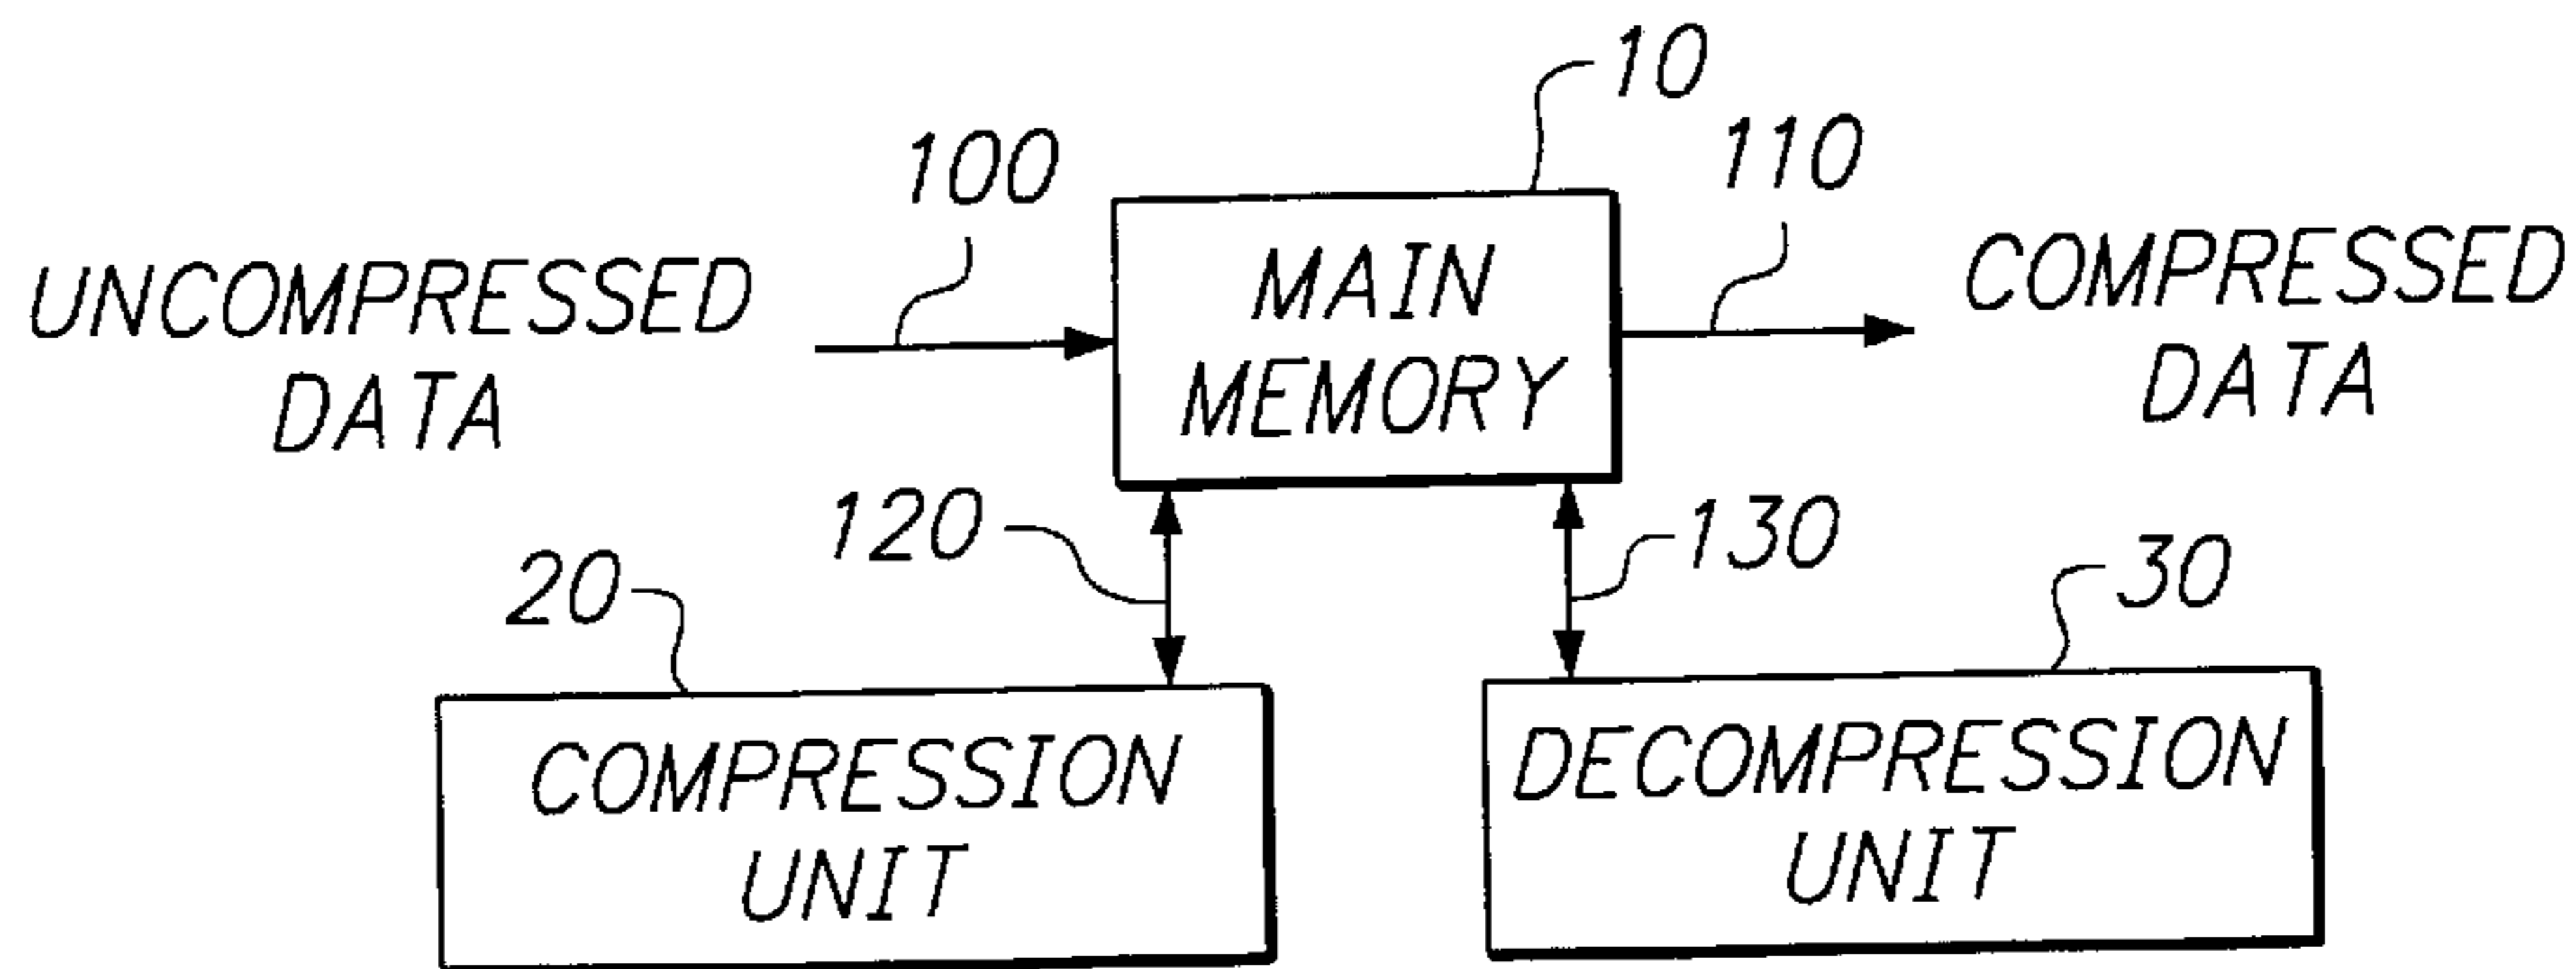 10
100
110
UNCOMPRESSED
DATA
MAIN
MEMORY
COMPRESSED
DATA
120
130
20
30
COMPRESSION
UNIT
DECOMPRESSION
UNIT